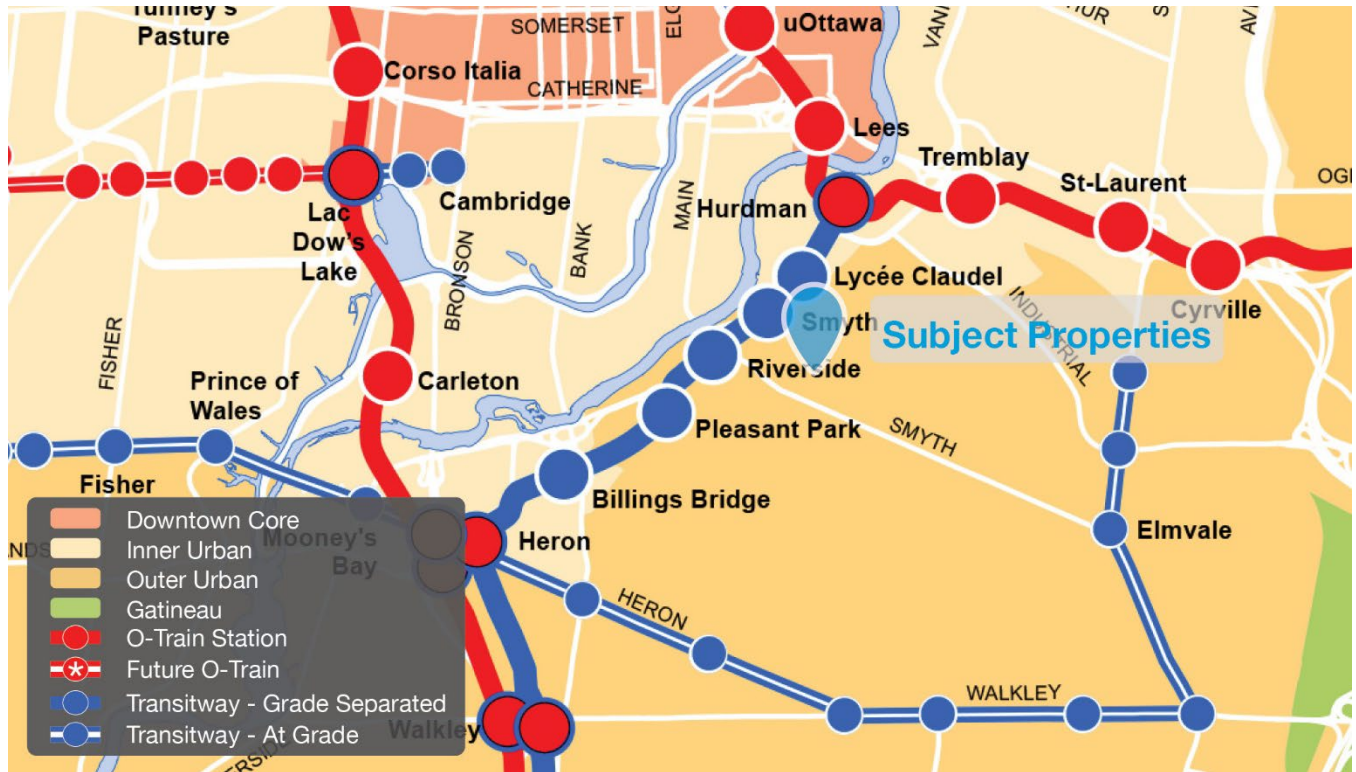 Tunney's
Pasture
SOMERSET
uOttawa
Corso Italia
CATHERINE
Lees
Tremblay
St-Laurent
Cambridge
Hurdman
Lac
Dow's
Lake
MAIN
BANK
BRONSON
Lycée Claudel
INDUSTRIAL
Cyrville
Smyth
Subject Properties
FISHER
Riverside
Prince of
Wales
Carleton
Pleasant Park
SMYTH
Fisher
Billings Bridge
Elmvale
Downtown Core
Inner Urban
Outer Urban
Gatineau
O-Train Station
Future O-Train
Transitway - Grade Separated
Transitway - At Grade
Mooney's
Bay
Heron
HERON
WALKLEY
Walkley